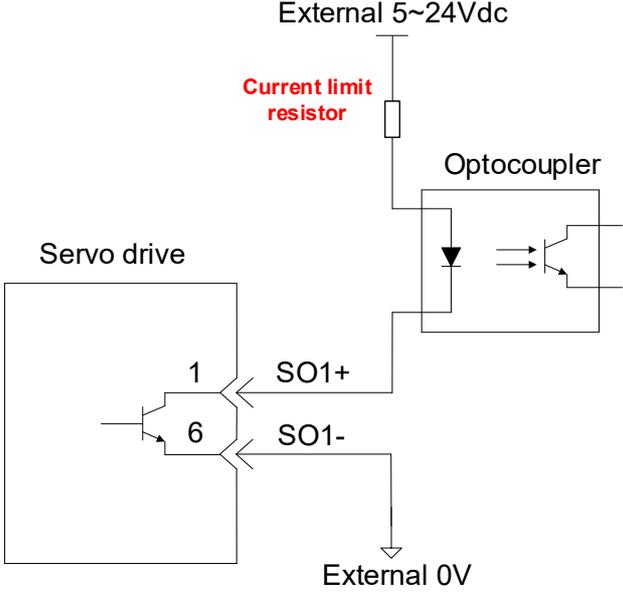 External 5~24Vdc
Current limit
resistor
Optocoupler
Servo drive
1
SO1+
6
SO1-
External 0V